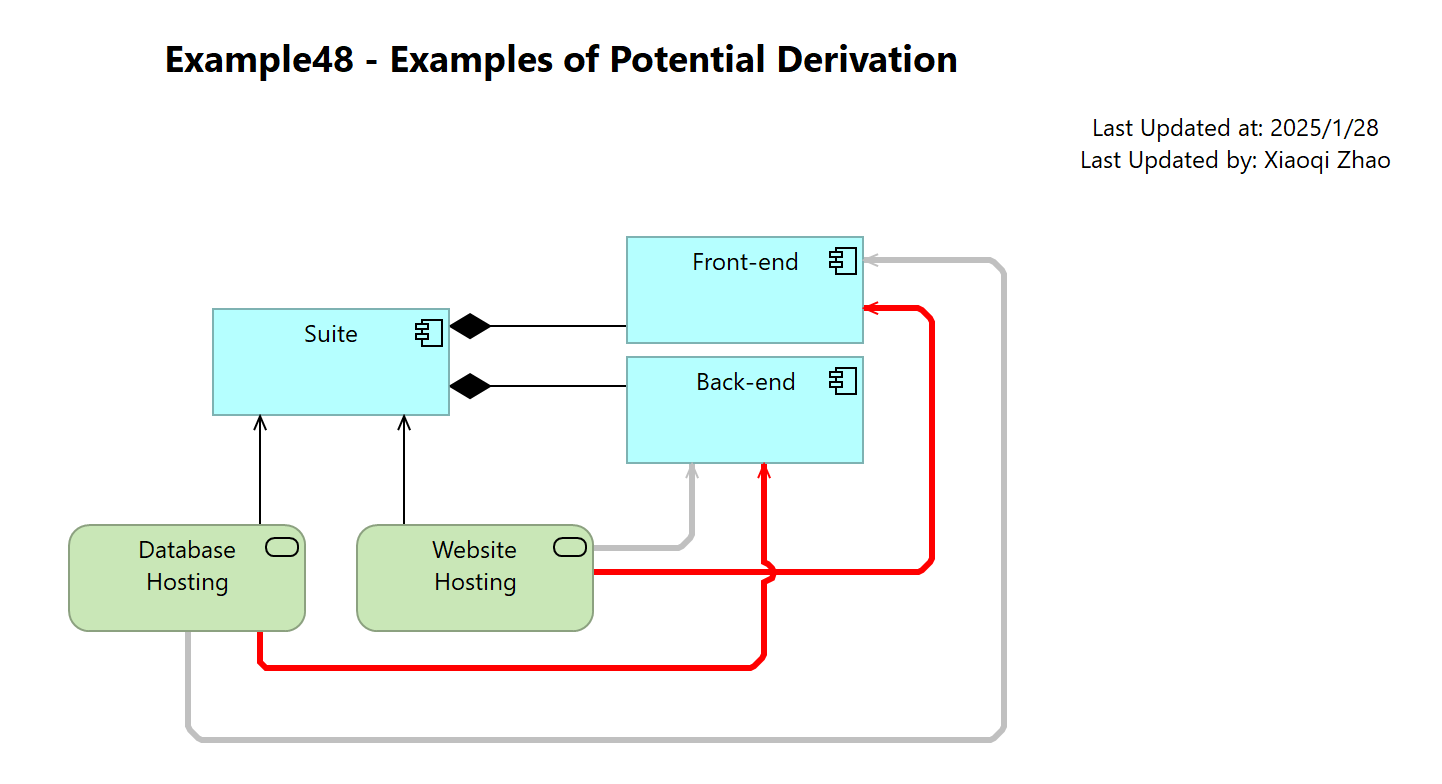 Example48 - Examples of Potential Derivation
Last Updated at: 2025/1/28
Last Updated by: Xiaoqi Zhao
Front-end
Suite
Back-end
Database
Hosting
Website
Hosting